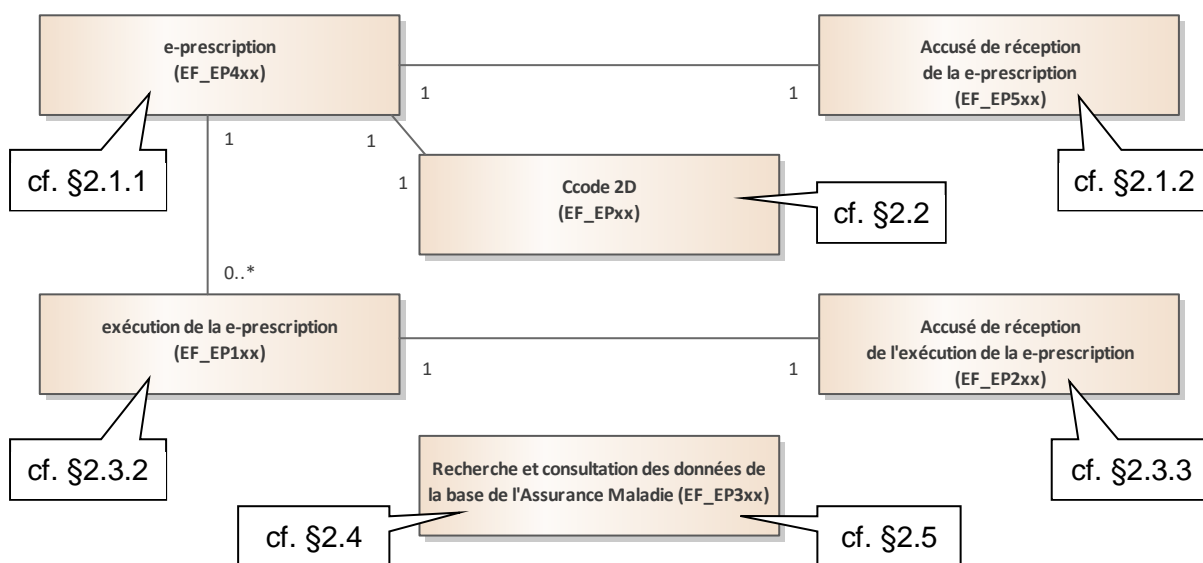 e-prescription
(EF_EP4xx)
Accusé de réception
de la e-prescription
(EF_EP5xx)
1
1
1
1
1
cf. §2.1.1
cf. §2.1.2
Ccode 2D
(EF_EPxx)
cf. §2.2
0..*
exécution de la e-prescription
(EF_EP1xx)
Accusé de réception
de l'exécution de la e-prescription
(EF_EP2xx)
1
1
cf. §2.3.2
cf. §2.3.3
Recherche et consultation des données de
la base de l'Assurance Maladie (EF_EP3xx)
cf. §2.4
cf. §2.5